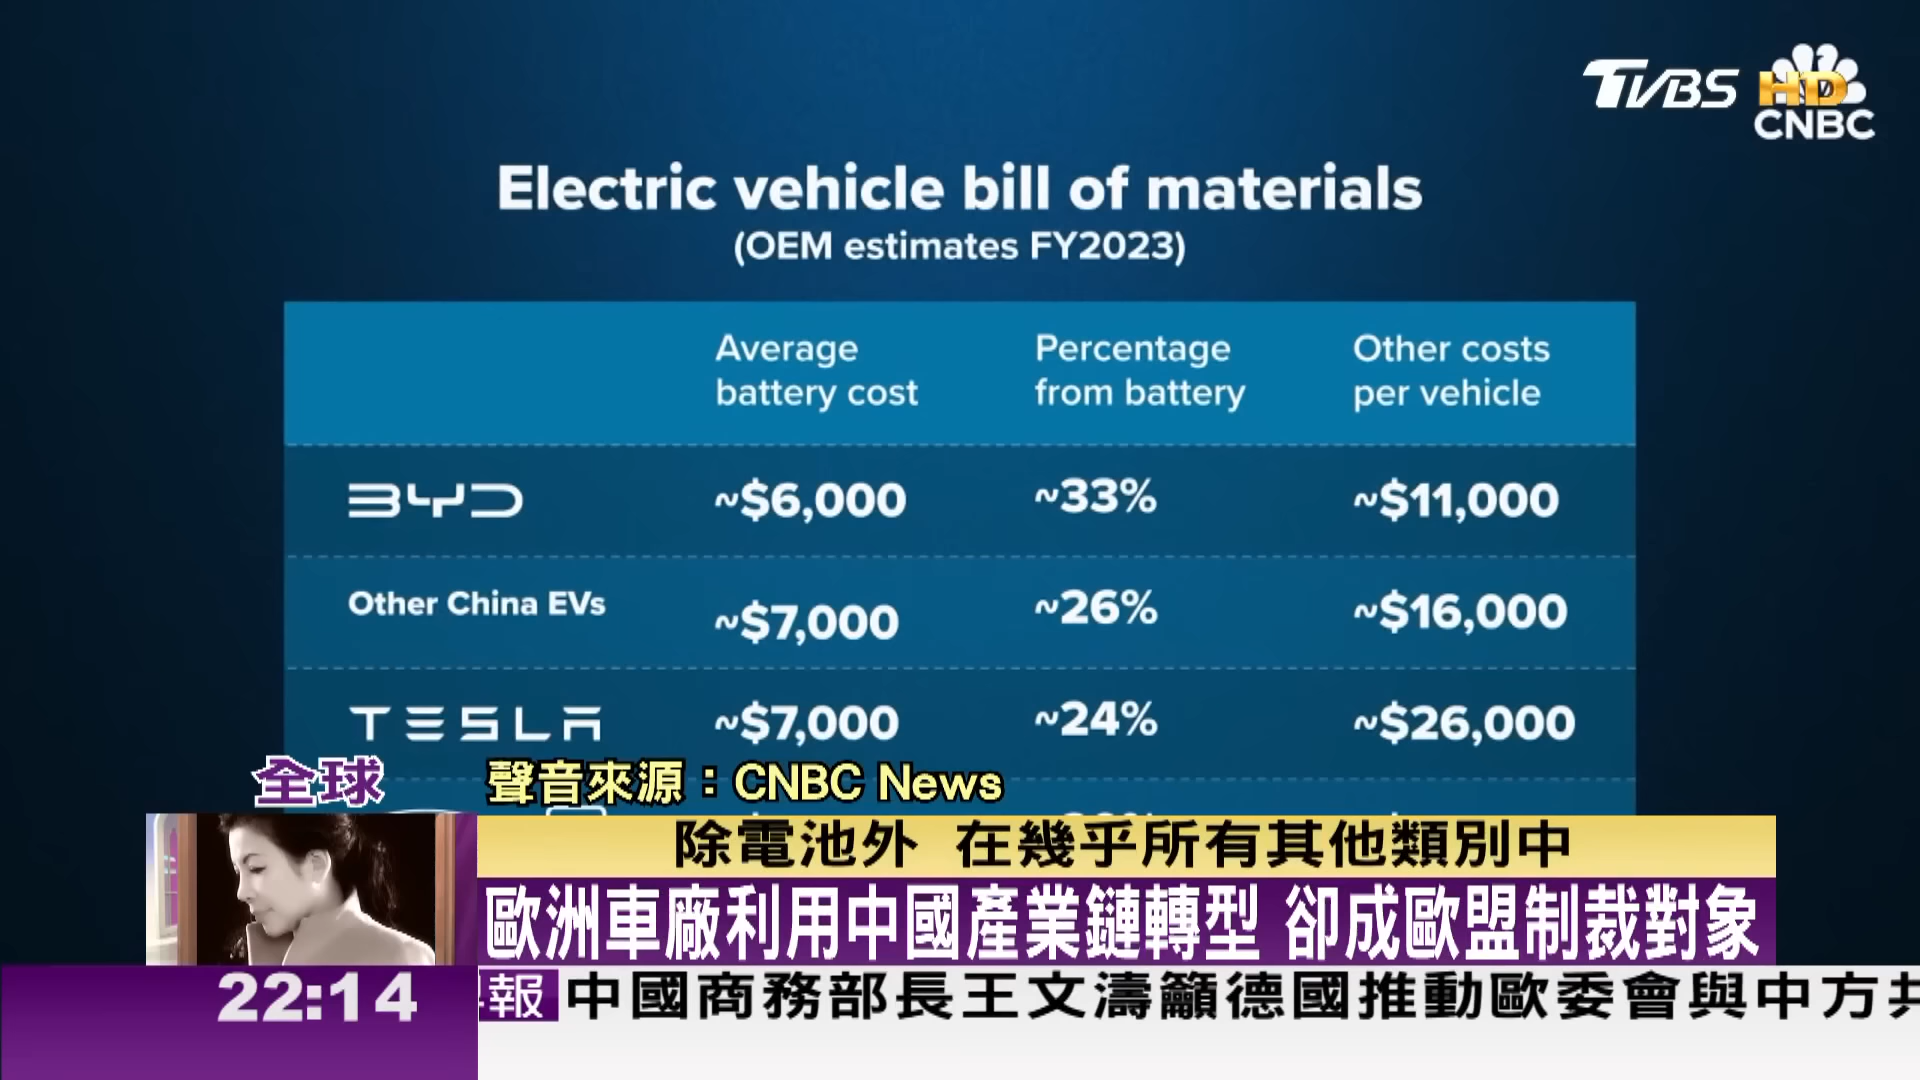 TVBS HD
CNBC
Electric vehicle bill of materials
(OEM estimates FY2023)
Average battery cost
Percentage from battery
Other costs per vehicle
BYD ~$6,000 ~33% ~$11,000
Other China EVs ~$7,000 ~26% ~$16,000
TESLA ~$7,000 ~24% ~$26,000
全球
聲音來源：CNBC News
除電池外 在幾乎所有其他類別中
歐洲車廠利用中國產業鏈轉型 卻成歐盟制裁對象
22:14
報 中國商務部長王文濤籲德國推動歐委會與中方